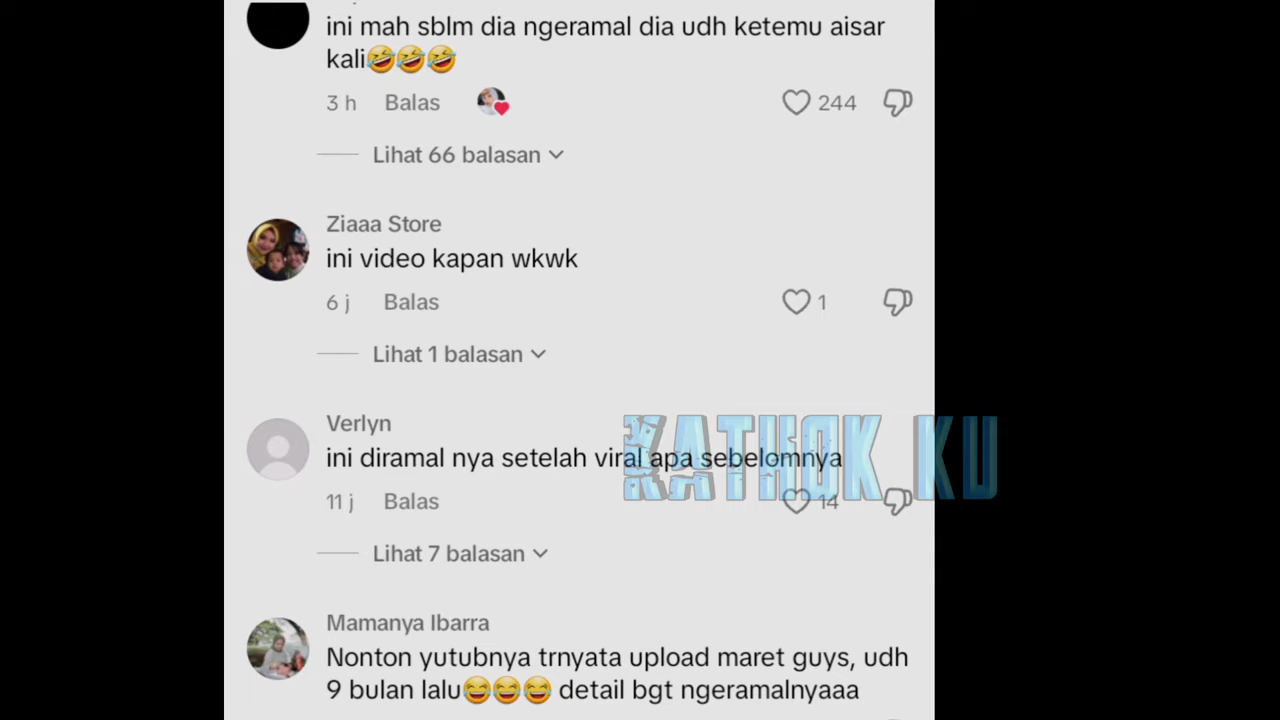 ini mah sblm dia ngeramal dia udh ketemu aisar
kali🤣🤣🤣
3 h Balas 244
Lihat 66 balasan
Ziaaa Store
ini video kapan wkwk
6 j Balas 1
Lihat 1 balasan
Verlyn
ini diramal nya setelah viral apa sebelomnya
KATHOK KU
11 j Balas 14
Lihat 7 balasan
Mamanya Ibarra
Nonton yutubnya trnyata upload maret guys, udh
9 bulan lalu😂😂😂 detail bgt ngeramalnyaaa